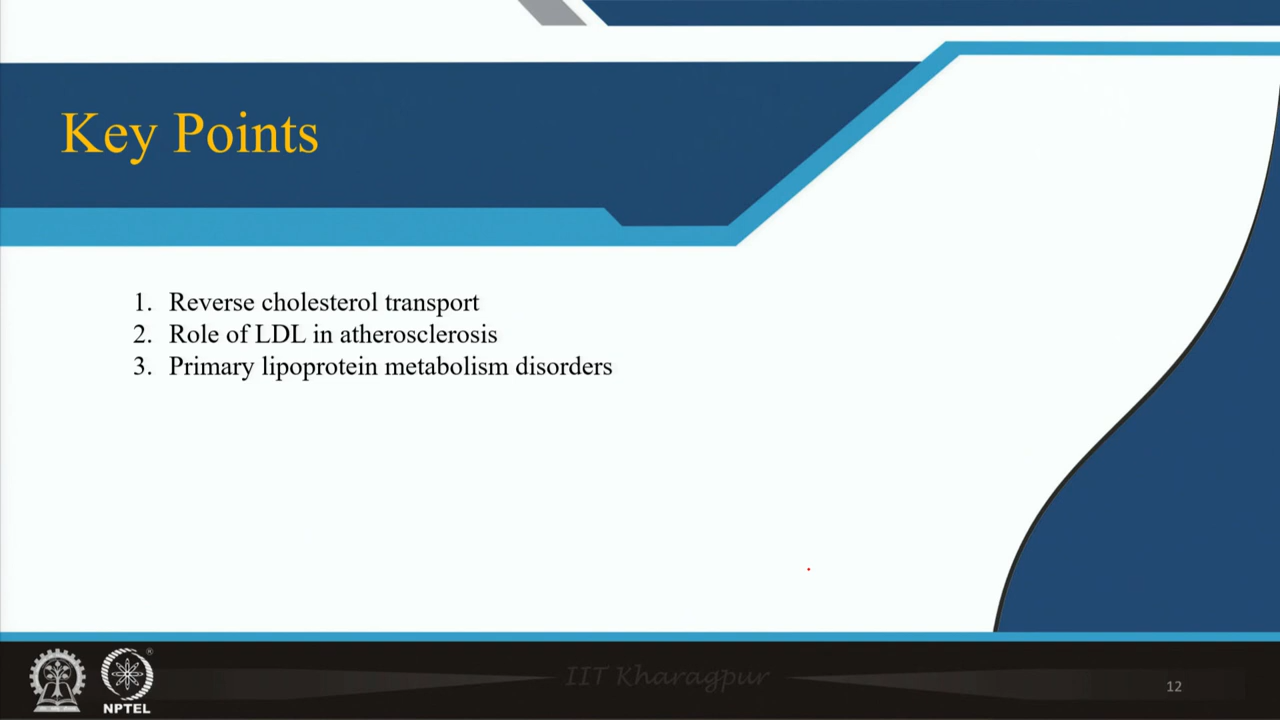 Key Points
1. Reverse cholesterol transport
2. Role of LDL in atherosclerosis
3. Primary lipoprotein metabolism disorders
IIT Kharagpur
NPTEL
®
12